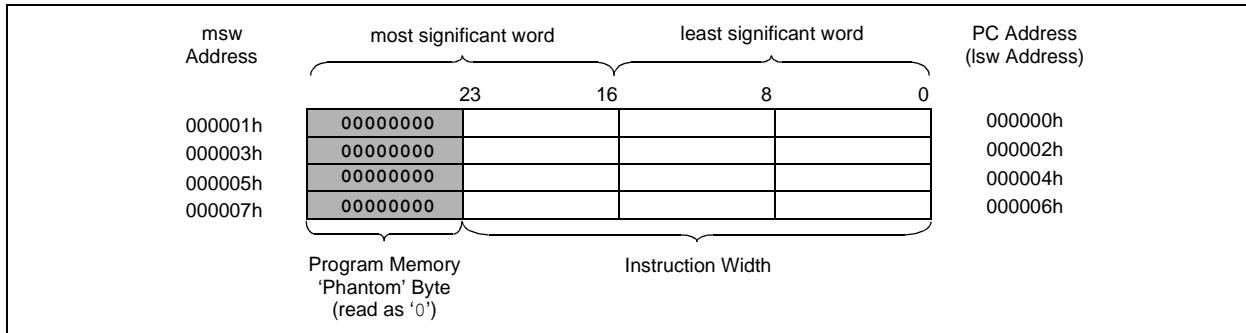 msw
Address
most significant word
least significant word
PC Address
(lsw Address)
23
16
8
0
000001h
00000000
000000h
000003h
00000000
000002h
000005h
00000000
000004h
000007h
00000000
000006h
Program Memory
‘Phantom’ Byte
(read as ‘0’)
Instruction Width